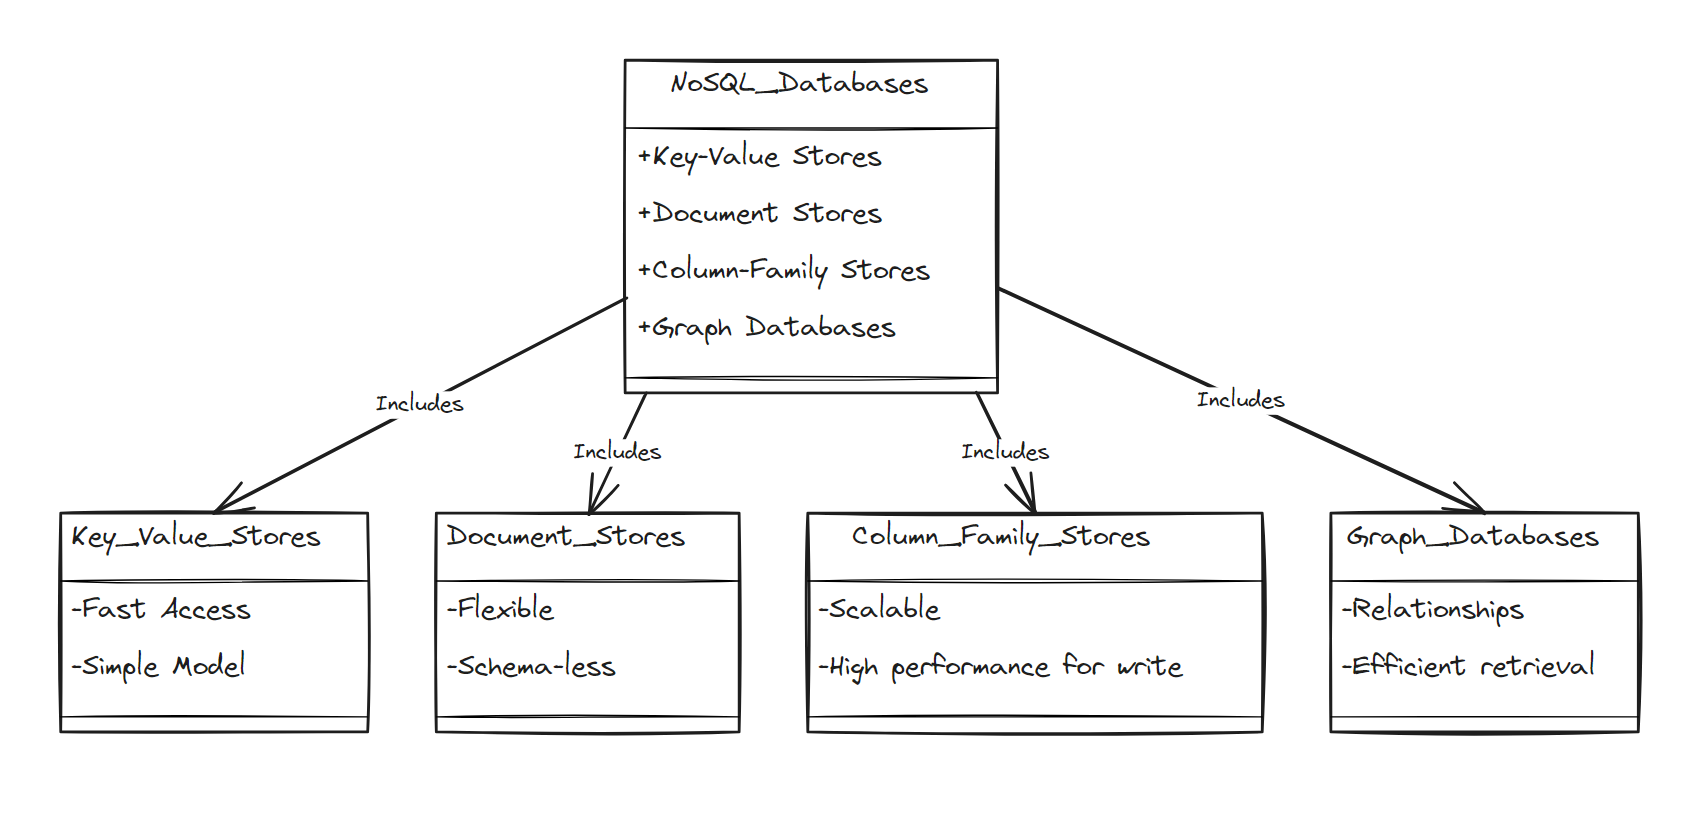 NoSQL_Databases
+Key-Value Stores
+Document Stores
+Column-Family Stores
+Graph Databases
Includes
Includes
Includes
Includes
Key_Value_Stores
-Fast Access
-Simple Model
Document_Stores
-Flexible
-Schema-less
Column_Family_Stores
-Scalable
-High performance for write
Graph_Databases
-Relationships
-Efficient retrieval